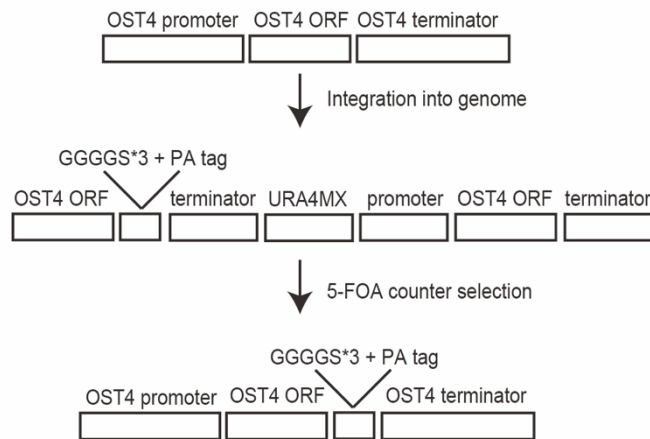 OST4 promoter OST4 ORF OST4 terminator
Integration into genome
GGGGS*3 + PA tag
OST4 ORF terminator URA4MX promoter OST4 ORF terminator
5-FOA counter selection
GGGGS*3 + PA tag
OST4 promoter OST4 ORF OST4 terminator